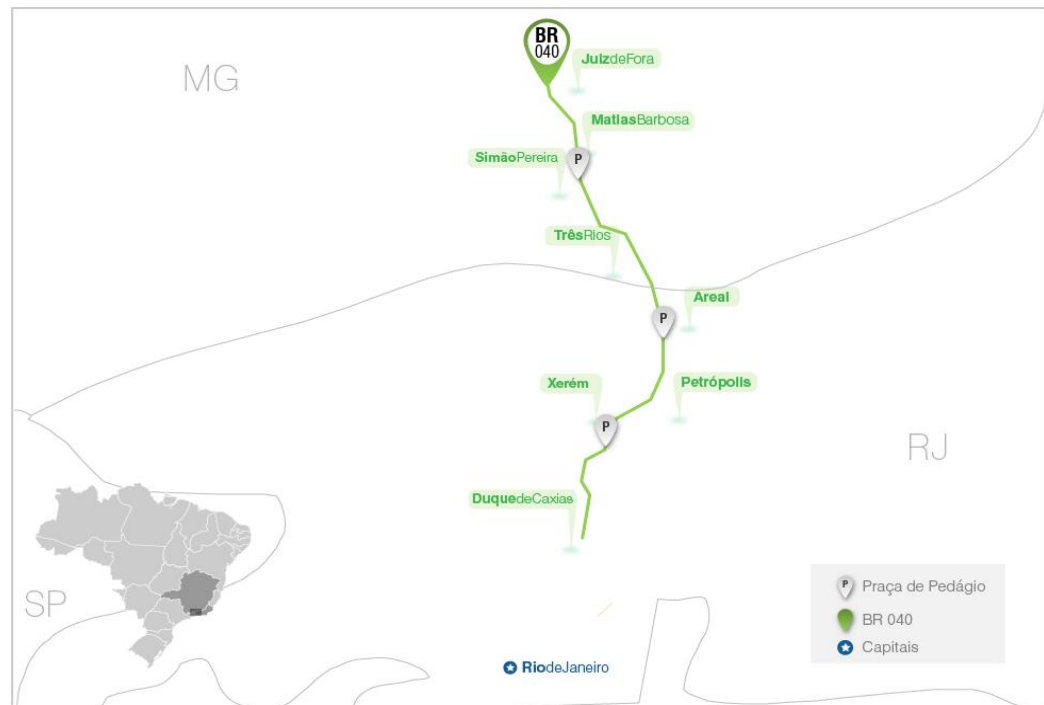 BR
040
MG
JuizdeFora
MatiasBarbosa
SimãoPereira
P
TrêsRios
Areal
P
Xerém
Petrópolis
P
RJ
DuquedeCaxias
SP
P Praça de Pedágio
BR 040
Capitais
RiodeJaneiro